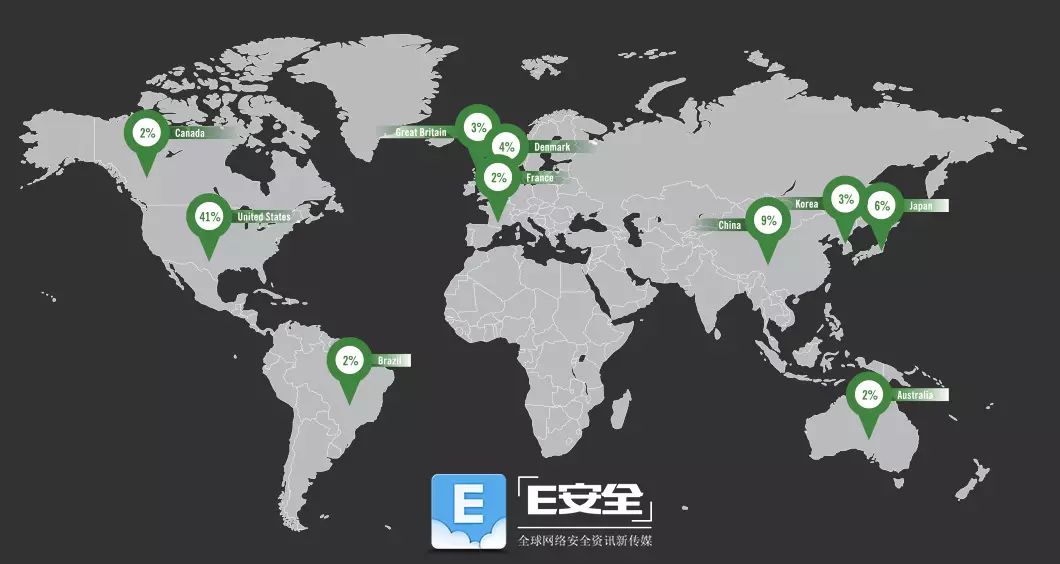 3%
2%
Canada
Great Britain
4%
Denmark
2%
France
3%
Korea
6%
Japan
41%
United States
9%
China
2%
Brazil
2%
Australia
E
E安全
全球网络安全资讯新传媒